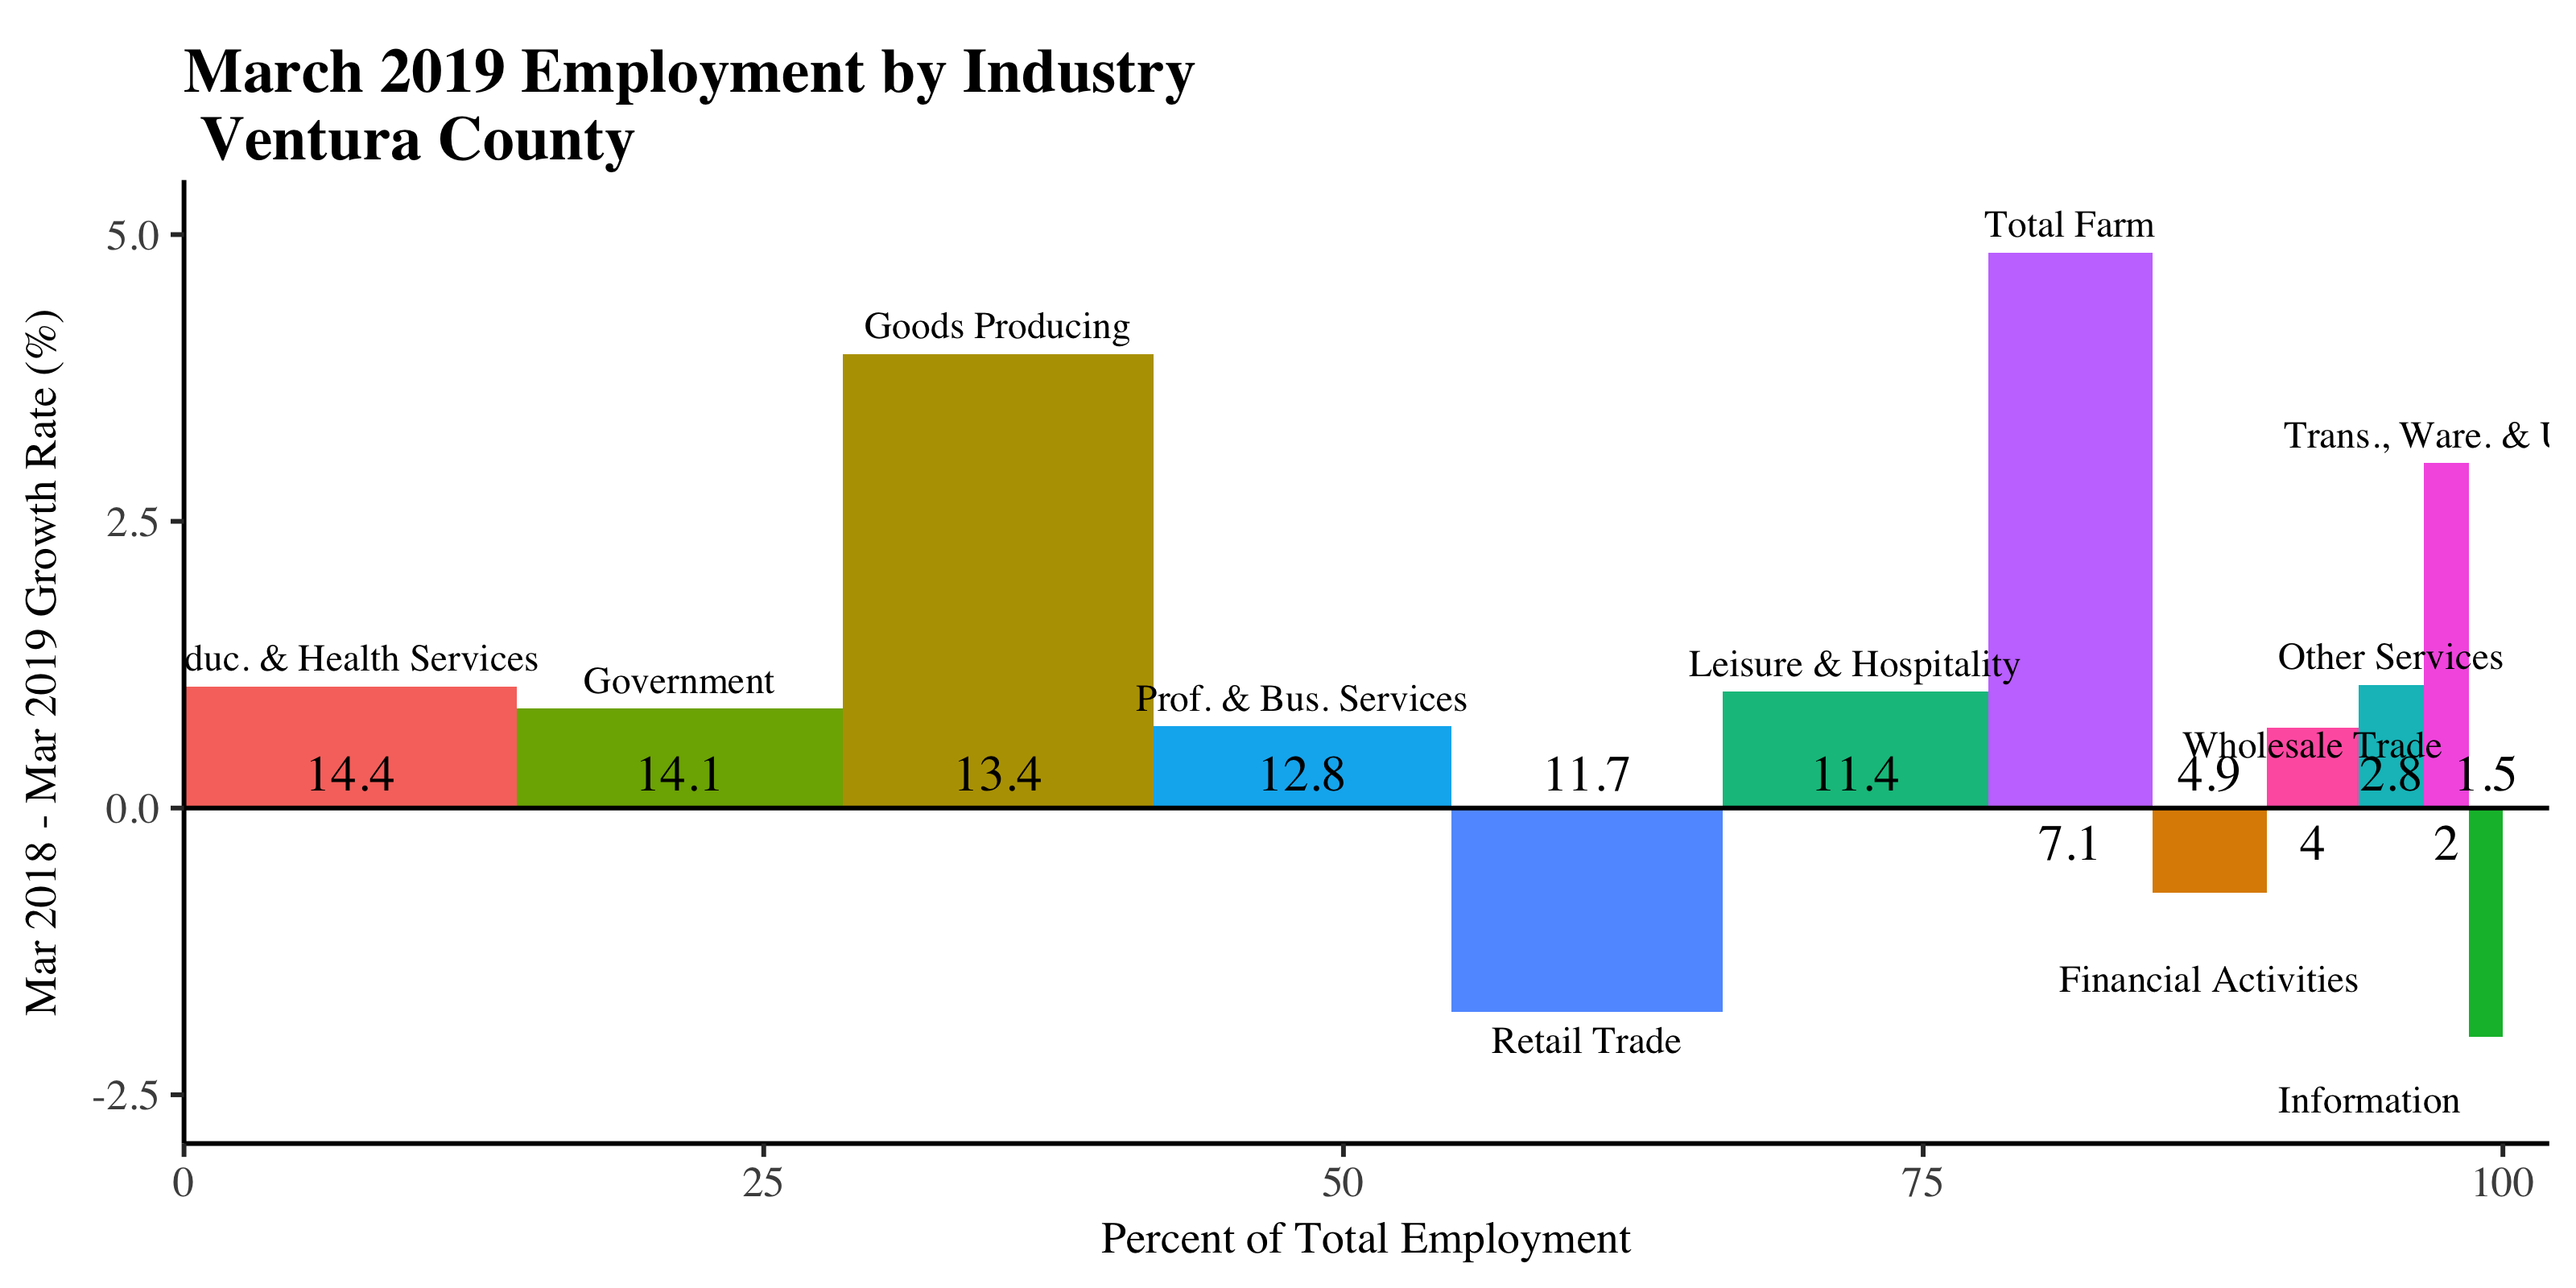 March 2019 Employment by Industry
Ventura County
Mar 2018 - Mar 2019 Growth Rate (%)
5.0
2.5
0.0
-2.5
Total Farm
Goods Producing
Trans., Ware. &
duc. & Health Services
Government
Prof. & Bus. Services
Leisure & Hospitality
Other Services
Wholesale Trade
14.4
14.1
13.4
12.8
11.7
11.4
4.9
2.8
1.5
7.1
4
2
Financial Activities
Retail Trade
Information
0
25
50
75
100
Percent of Total Employment